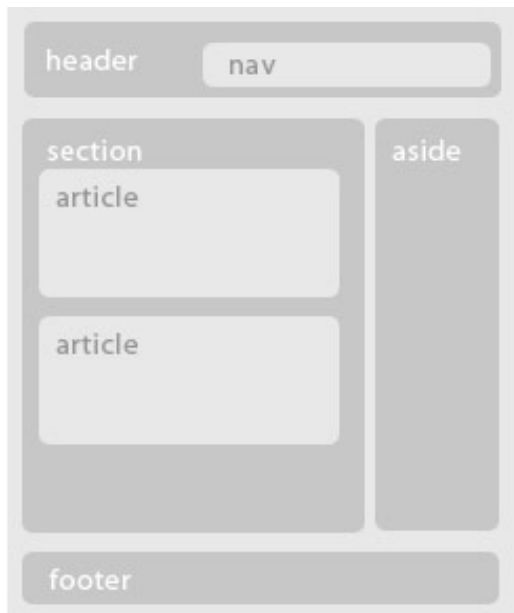 header
nav
section
aside
article
article
footer